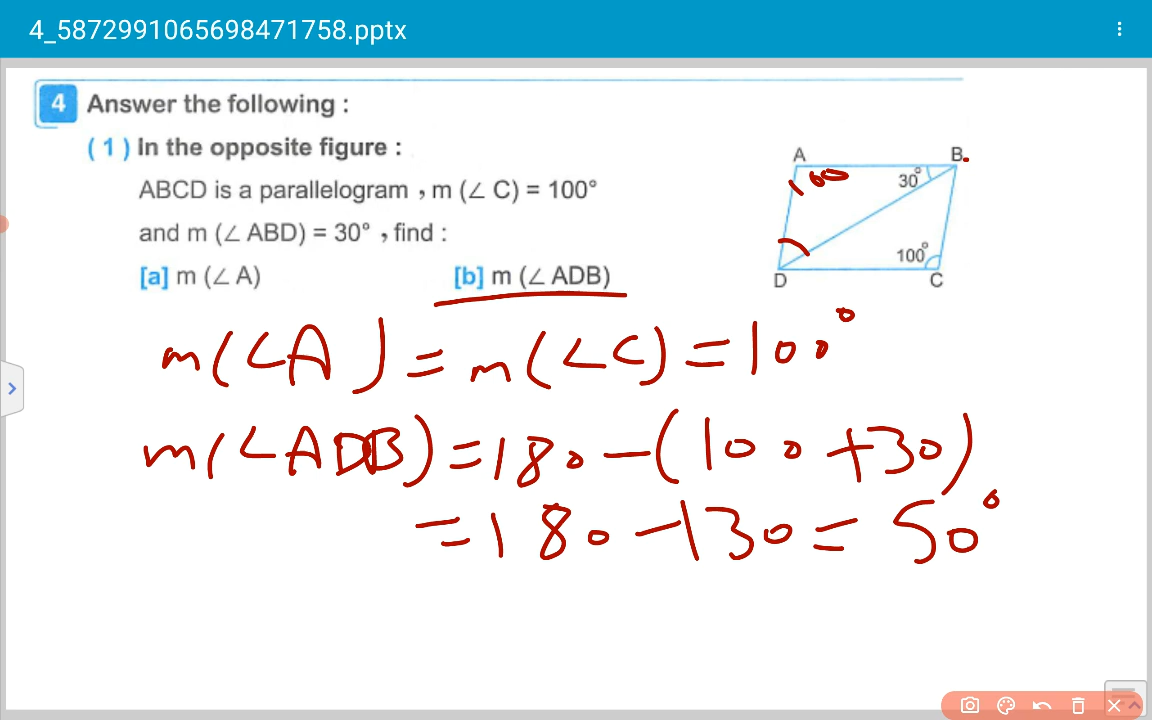 4_5872991065698471758.pptx
4 Answer the following :
( 1 ) In the opposite figure :
ABCD is a parallelogram , m (∠ C) = 100°
and m (∠ ABD) = 30° , find :
[a] m (∠ A) [b] m (∠ ADB)
A B.
100 30°
100°
D C
m(∠A) = m(∠C) = 100°
m(∠ADB) = 180 - (100 + 30)
= 180 - 130 = 50°